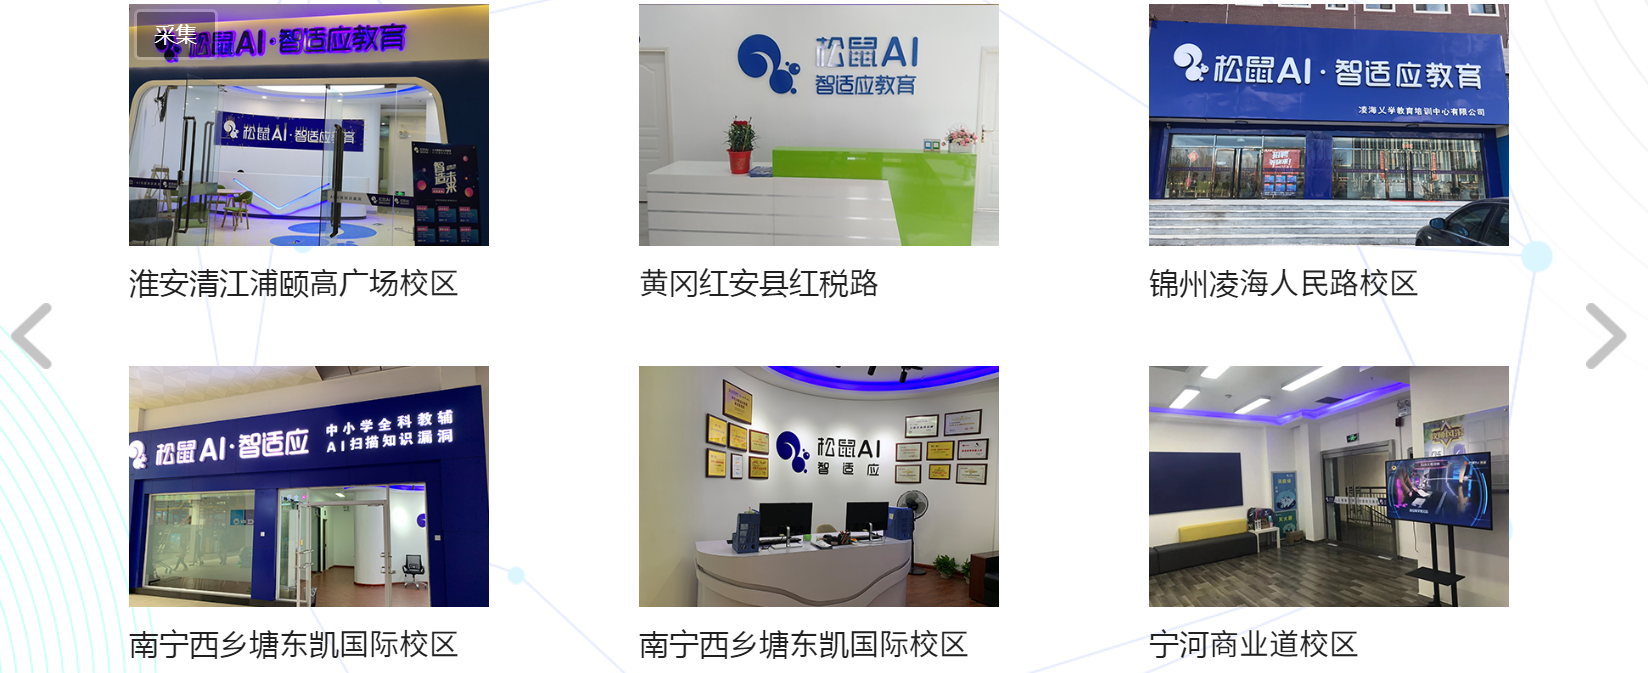 采集
松鼠AI·智适应教育
松鼠AI·智适应教育
智适未来
松鼠AI
智适应教育
松鼠AI·智适应教育
凌海乂学教育培训中心有限公司
淮安清江浦颐高广场校区
黄冈红安县红税路
锦州凌海人民路校区
松鼠AI·智适应
中小学全科教辅
AI扫描知识漏洞
松鼠AI
智适应
南宁西乡塘东凯国际校区
南宁西乡塘东凯国际校区
宁河商业道校区